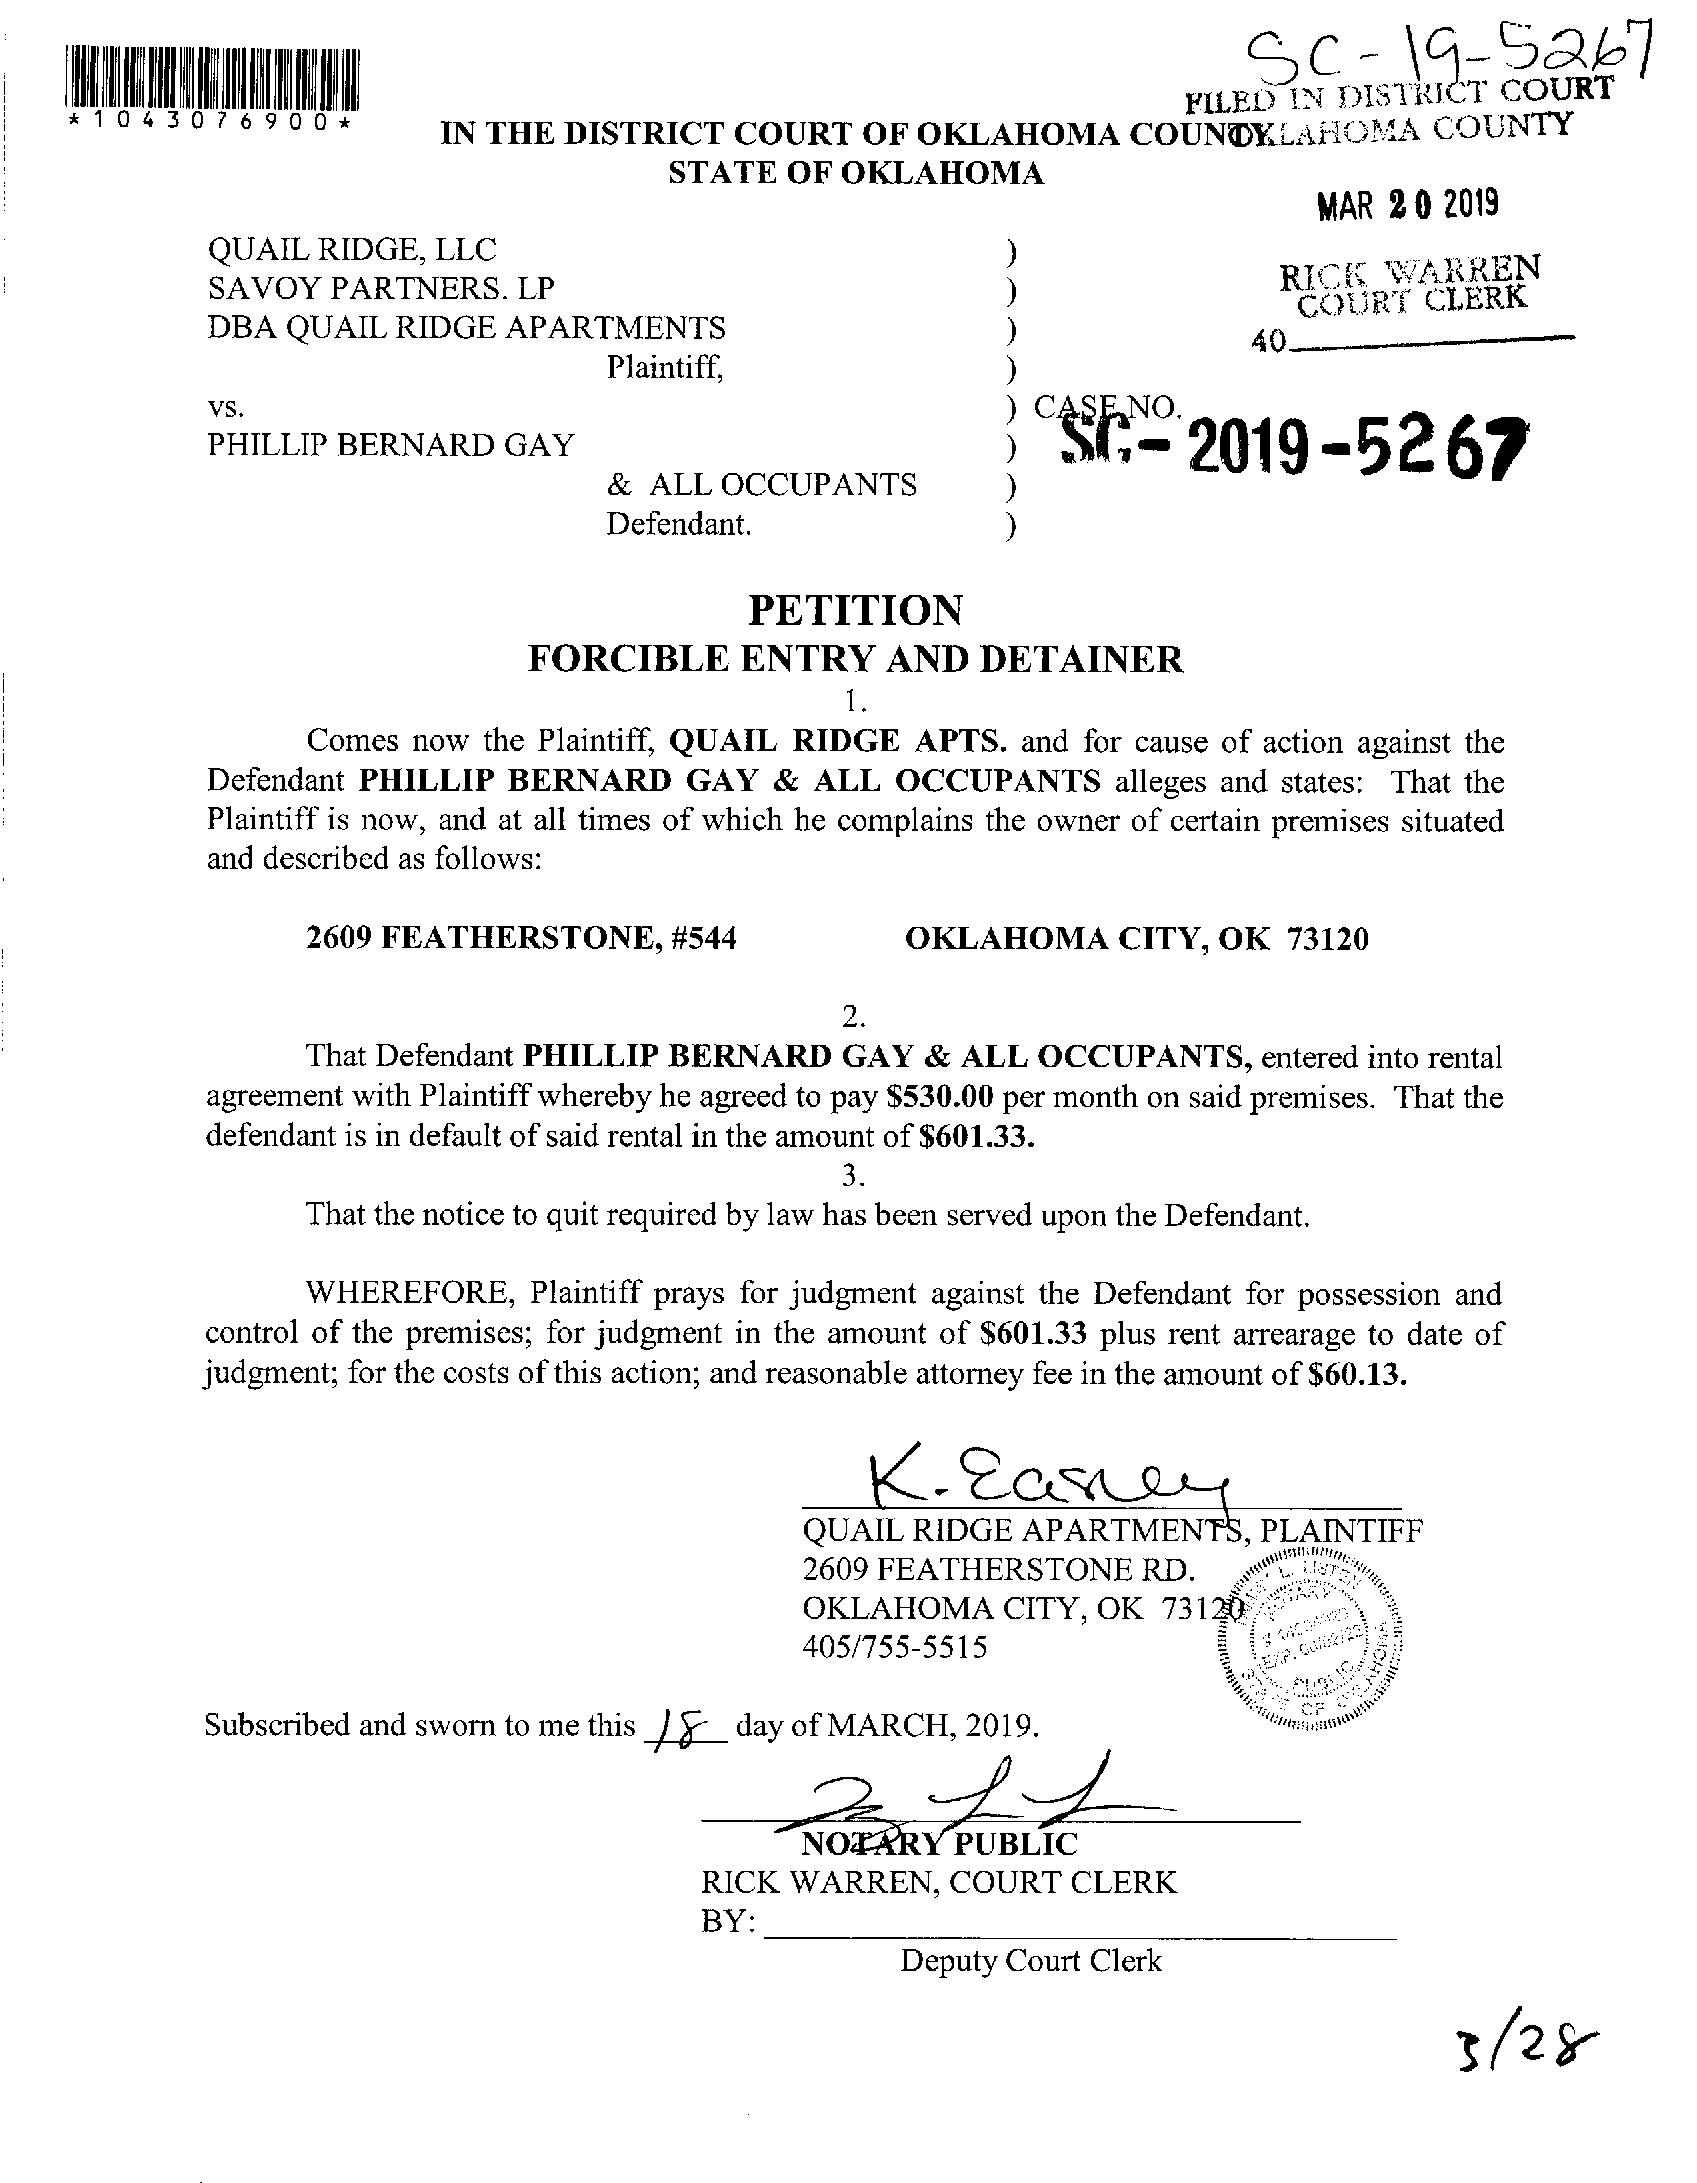 SC-19-5267
*1043076900*
FILED IN DISTRICT COURT
OKLAHOMA COUNTY
IN THE DISTRICT COURT OF OKLAHOMA COUNTY
STATE OF OKLAHOMA
MAR 20 2019
RICK WARREN
COURT CLERK
40
QUAIL RIDGE, LLC )
SAVOY PARTNERS. LP )
DBA QUAIL RIDGE APARTMENTS )
Plaintiff, )
vs. ) CASE NO.
SC-2019-5267
PHILLIP BERNARD GAY )
& ALL OCCUPANTS )
Defendant. )
PETITION
FORCIBLE ENTRY AND DETAINER
1.
Comes now the Plaintiff, QUAIL RIDGE APTS. and for cause of action against the
Defendant PHILLIP BERNARD GAY & ALL OCCUPANTS alleges and states: That the
Plaintiff is now, and at all times of which he complains the owner of certain premises situated
and described as follows:
2609 FEATHERSTONE, #544 OKLAHOMA CITY, OK 73120
2.
That Defendant PHILLIP BERNARD GAY & ALL OCCUPANTS, entered into rental
agreement with Plaintiff whereby he agreed to pay $530.00 per month on said premises. That the
defendant is in default of said rental in the amount of $601.33.
3.
That the notice to quit required by law has been served upon the Defendant.
WHEREFORE, Plaintiff prays for judgment against the Defendant for possession and
control of the premises; for judgment in the amount of $601.33 plus rent arrearage to date of
judgment; for the costs of this action; and reasonable attorney fee in the amount of $60.13.
K. Easley
QUAIL RIDGE APARTMENTS, PLAINTIFF
2609 FEATHERSTONE RD.
OKLAHOMA CITY, OK 73120
405/755-5515
NOTARY
PUBLIC
OF OKLAHOMA
Subscribed and sworn to me this 18 day of MARCH, 2019.
NOTARY PUBLIC
RICK WARREN, COURT CLERK
BY:
Deputy Court Clerk
3/28